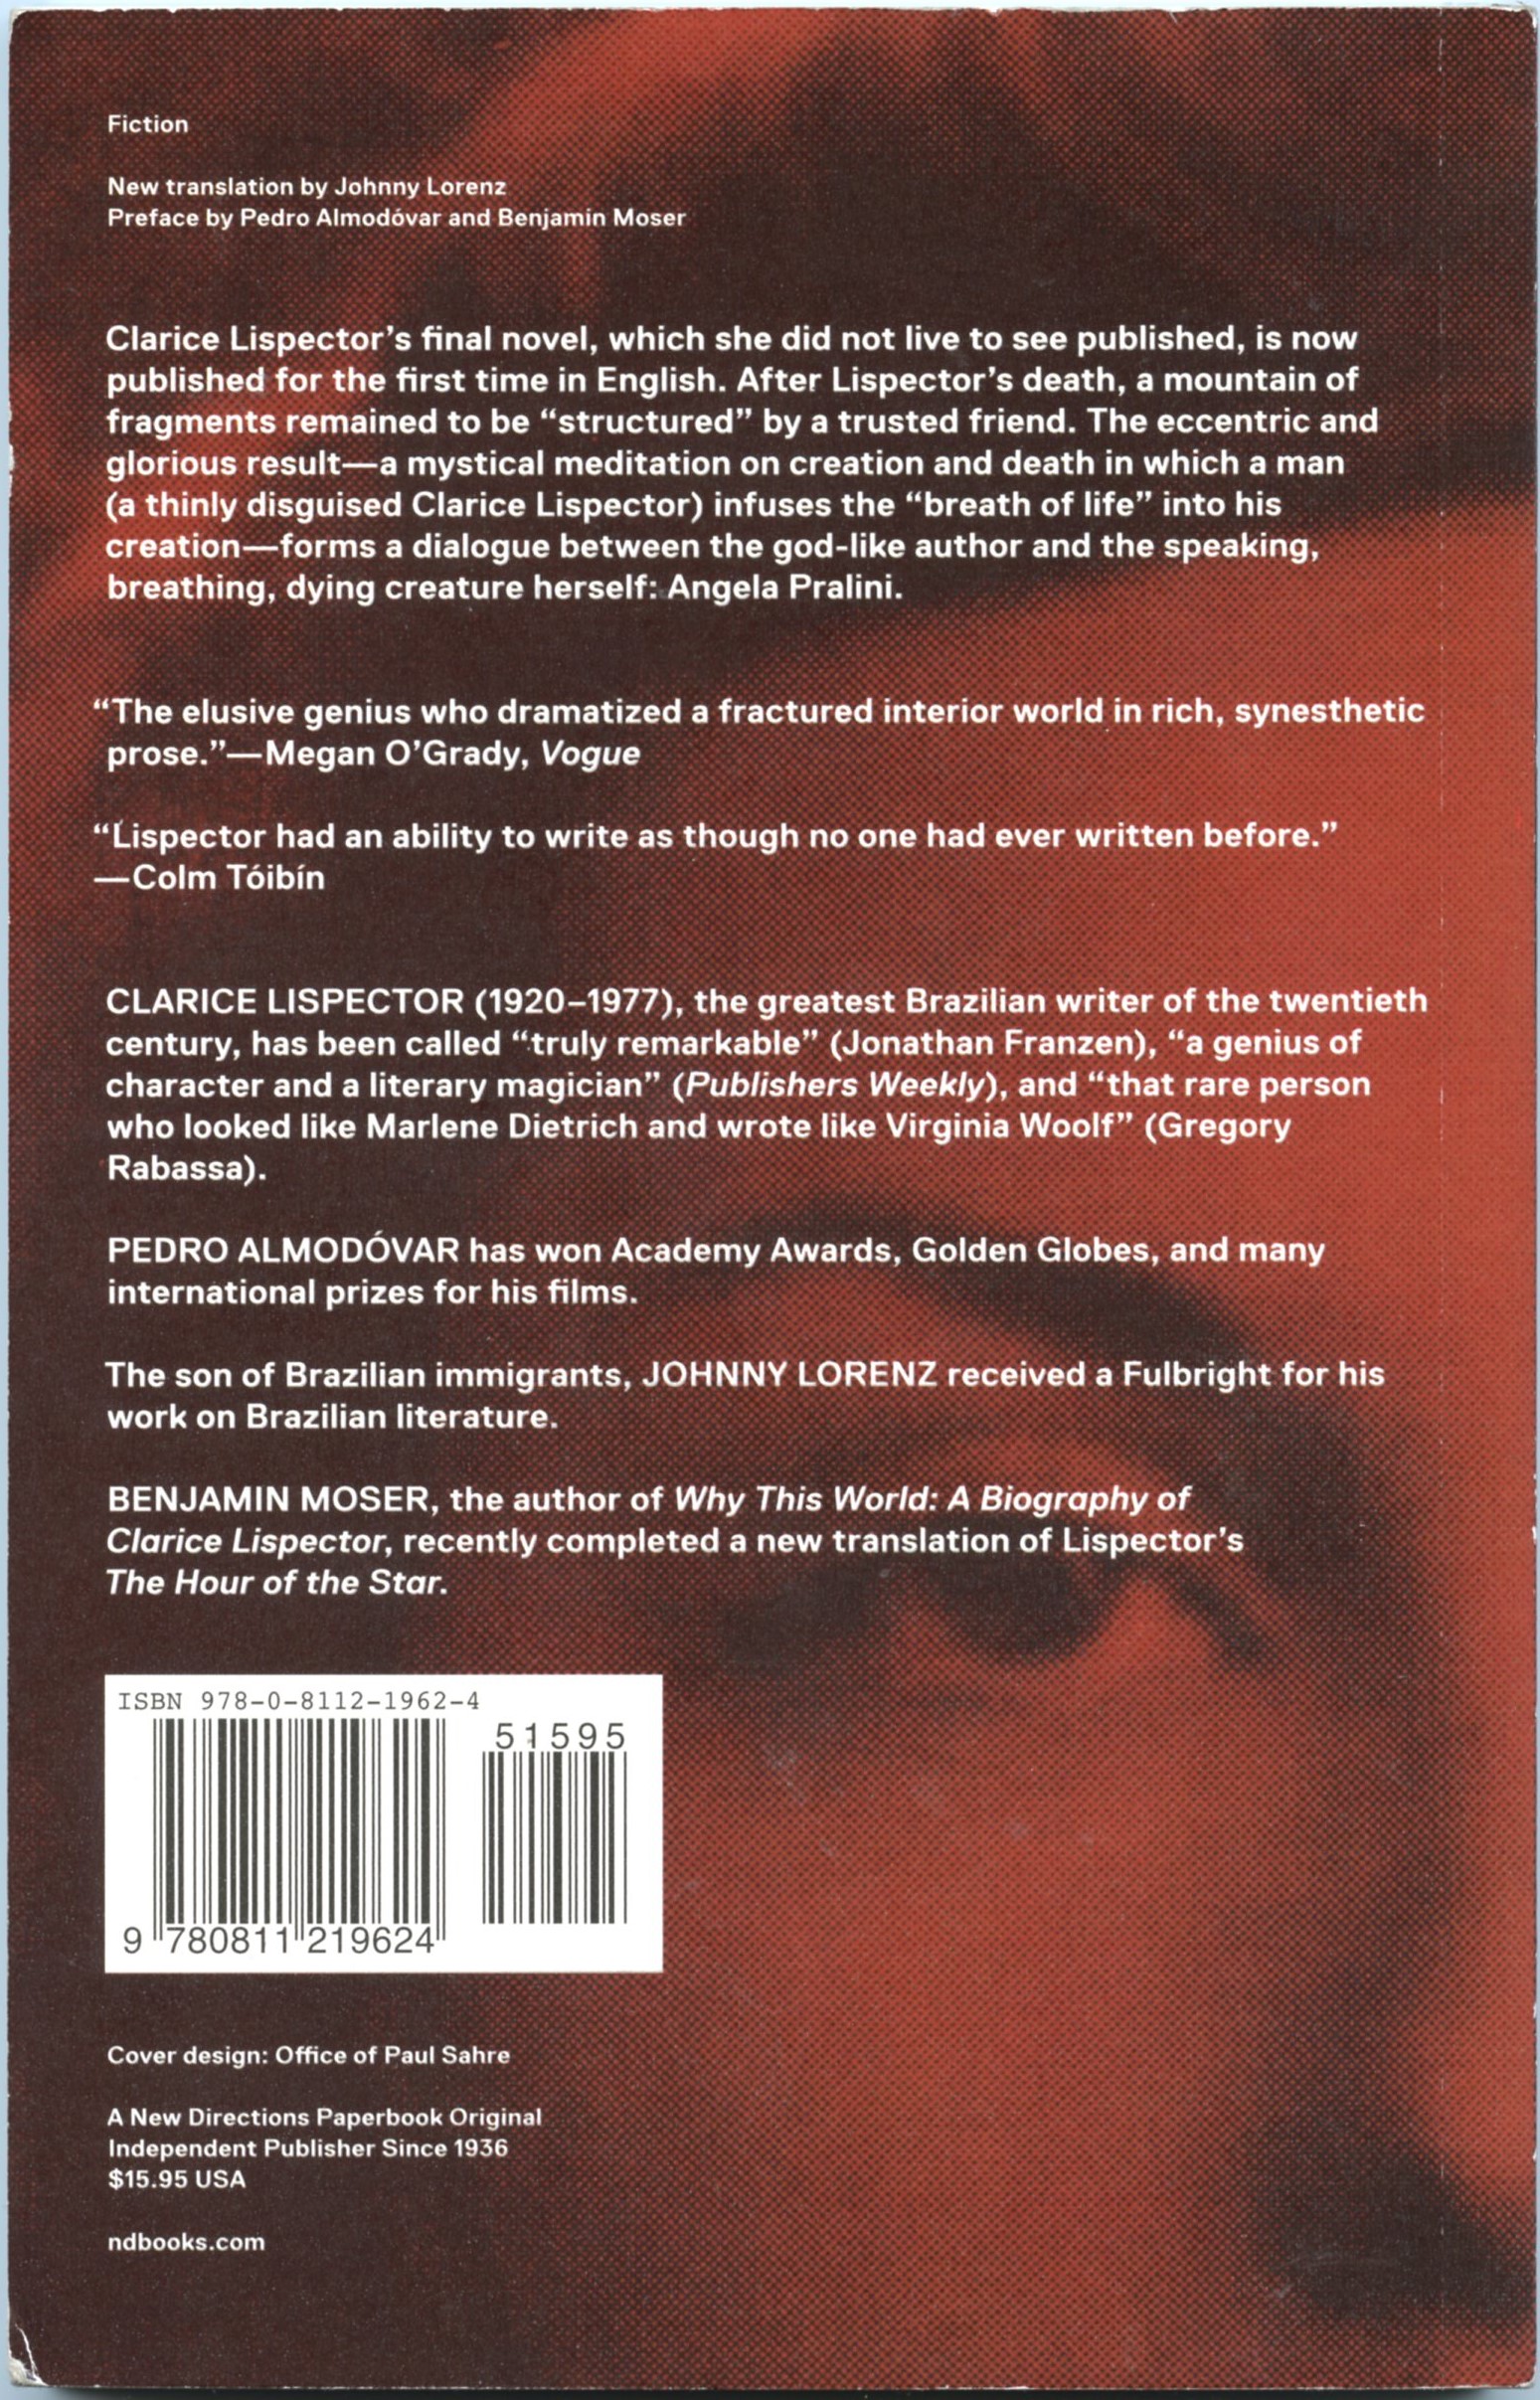 Fiction
New translation by Johnny Lorenz
Preface by Pedro Almodóvar and Benjamin Moser
Clarice Lispector’s final novel, which she did not live to see published, is now
published for the first time in English. After Lispector’s death, a mountain of
fragments remained to be “structured” by a trusted friend. The eccentric and
glorious result—a mystical meditation on creation and death in which a man
(a thinly disguised Clarice Lispector) infuses the “breath of life” into his
creation—forms a dialogue between the god-like author and the speaking,
breathing, dying creature herself: Angela Pralini.
“The elusive genius who dramatized a fractured interior world in rich, synesthetic
prose.”—Megan O’Grady, Vogue
“Lispector had an ability to write as though no one had ever written before.”
—Colm Tóibín
CLARICE LISPECTOR (1920–1977), the greatest Brazilian writer of the twentieth
century, has been called “truly remarkable” (Jonathan Franzen), “a genius of
character and a literary magician” (Publishers Weekly), and “that rare person
who looked like Marlene Dietrich and wrote like Virginia Woolf” (Gregory
Rabassa).
PEDRO ALMODÓVAR has won Academy Awards, Golden Globes, and many
international prizes for his films.
The son of Brazilian immigrants, JOHNNY LORENZ received a Fulbright for his
work on Brazilian literature.
BENJAMIN MOSER, the author of Why This World: A Biography of
Clarice Lispector, recently completed a new translation of Lispector’s
The Hour of the Star.
ISBN 978-0-8112-1962-4
51595
9 780811 219624
Cover design: Office of Paul Sahre
A New Directions Paperbook Original
Independent Publisher Since 1936
$15.95 USA
ndbooks.com